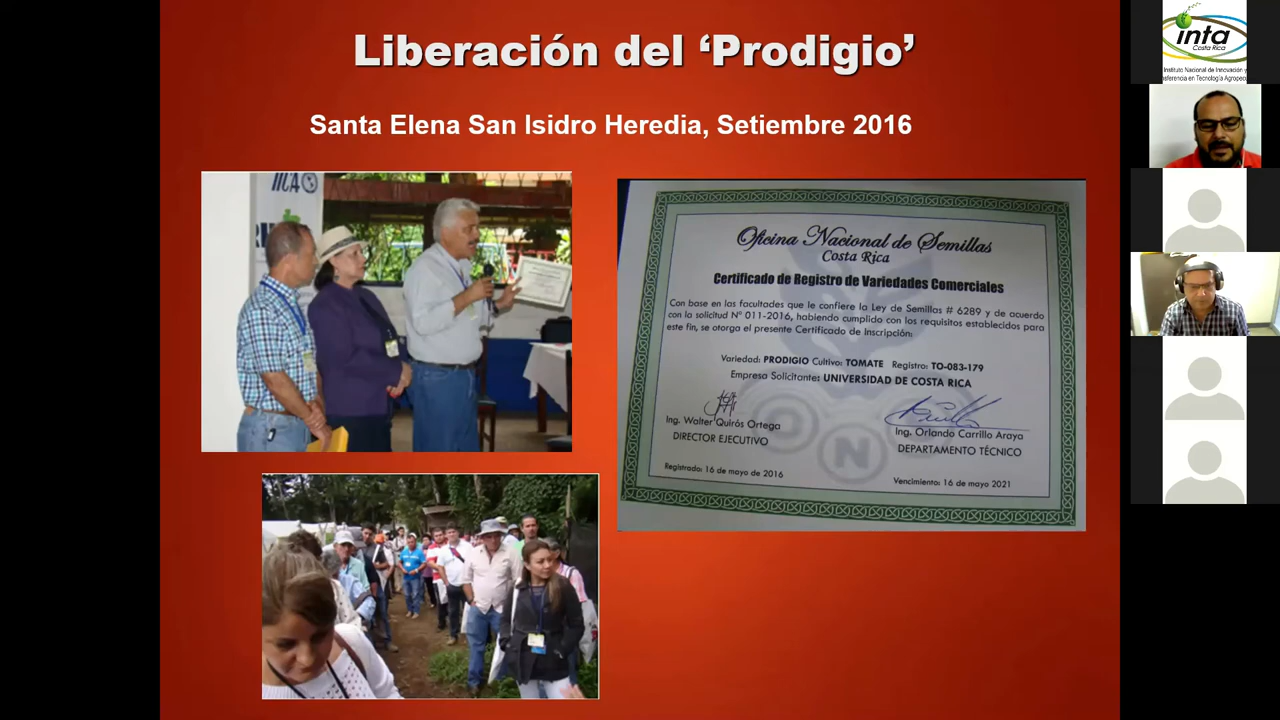 Liberación del ‘Prodigio’
Santa Elena San Isidro Heredia, Setiembre 2016
IICA
Oficina Nacional de Semillas
Costa Rica
Certificado de Registro de Variedades Comerciales
Con base en las facultades que le confiere la Ley de Semillas # 6289 y de acuerdo
con la solicitud Nº 011-2016, habiendo cumplido con los requisitos establecidos para
este fin, se otorga el presente Certificado de Inscripción:
Variedad: PRODIGIO Cultivo: TOMATE Registro: TO-083-179
Empresa Solicitante: UNIVERSIDAD DE COSTA RICA
Ing. Walter Quirós Ortega
DIRECTOR EJECUTIVO
Ing. Orlando Carrillo Araya
DEPARTAMENTO TÉCNICO
Registrado: 16 de mayo de 2016
Vencimiento: 16 de mayo 2021
N
inta
Costa Rica
Instituto Nacional de Innovación y